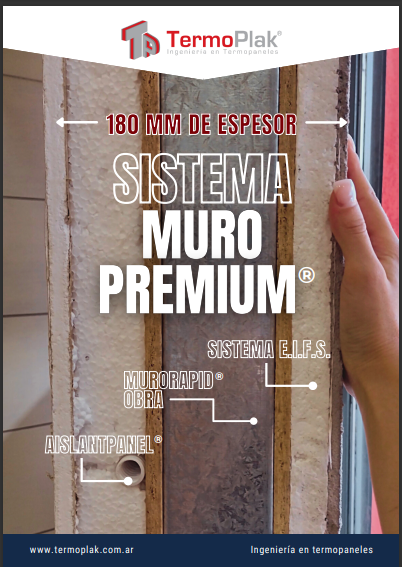 TermoPlak®
Ingeniería en Termopaneles
180 MM DE ESPESOR
SISTEMA
MURO
PREMIUM®
SISTEMA E.I.F.S.
MURORAPID®
OBRA
AISLANTPANEL®
www.termoplak.com.ar
Ingeniería en termopaneles